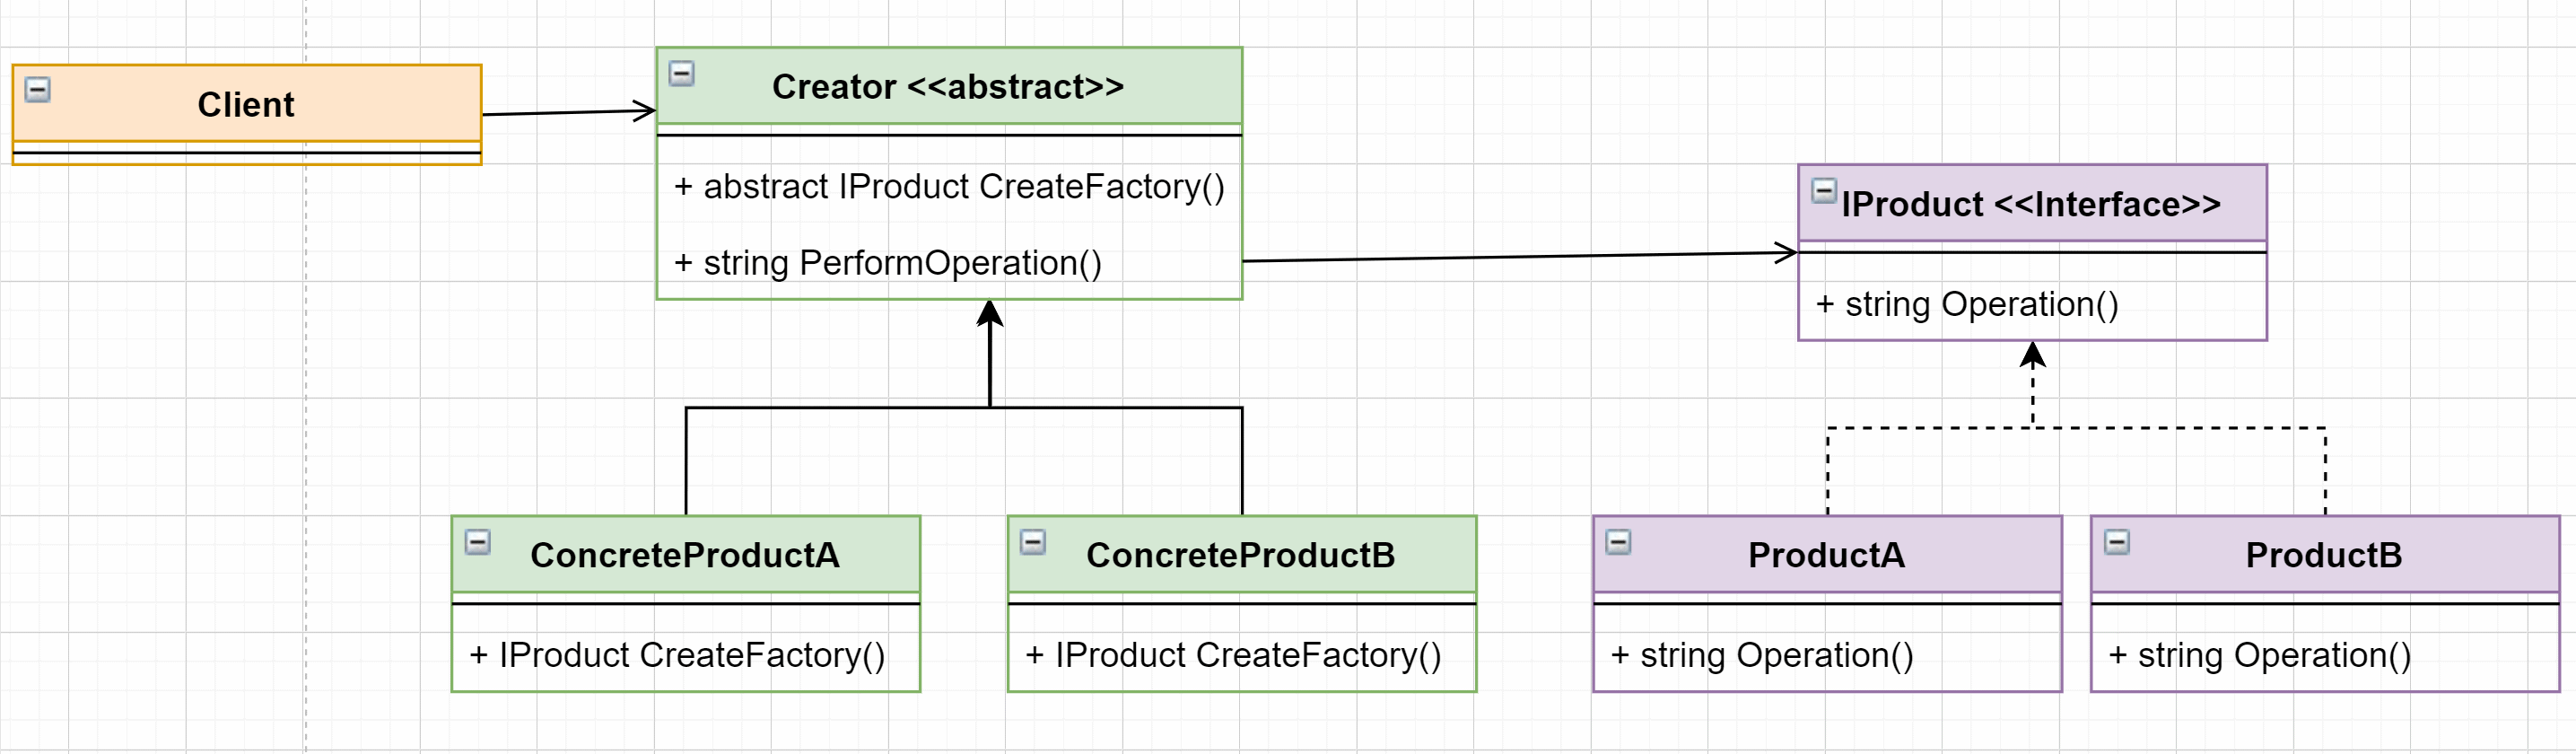 Client
Creator <<abstract>>
+ abstract IProduct CreateFactory()
+ string PerformOperation()
IProduct <<Interface>>
+ string Operation()
ConcreteProductA
+ IProduct CreateFactory()
ConcreteProductB
+ IProduct CreateFactory()
ProductA
+ string Operation()
ProductB
+ string Operation()